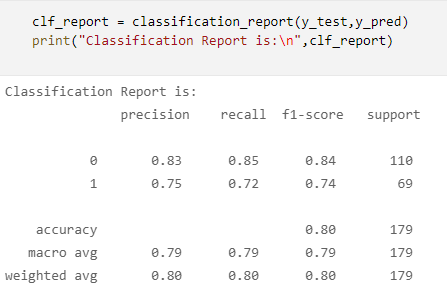 clf_report = classification_report(y_test,y_pred)
print("Classification Report is:\n",clf_report)
Classification Report is:
precision recall f1-score support
0 0.83 0.85 0.84 110
1 0.75 0.72 0.74 69
accuracy 0.80 179
macro avg 0.79 0.79 0.79 179
weighted avg 0.80 0.80 0.80 179